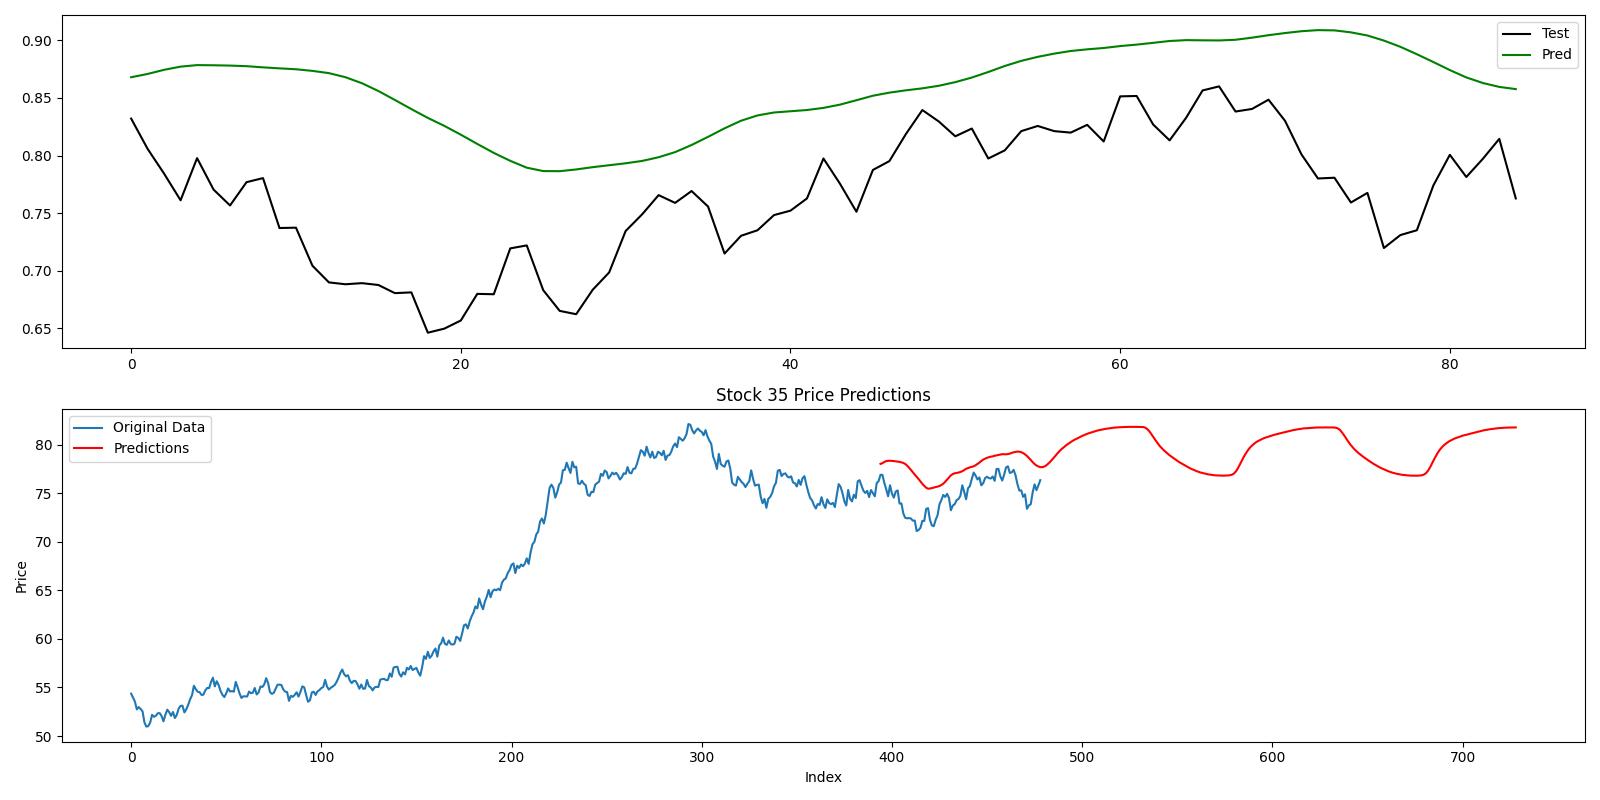 0.90
0.85
0.80
0.75
0.70
0.65
Test
Pred
0 20 40 60 80
Stock 35 Price Predictions
Original Data
Predictions
80
75
70
65
60
55
50
Price
0 100 200 300 400 500 600 700
Index